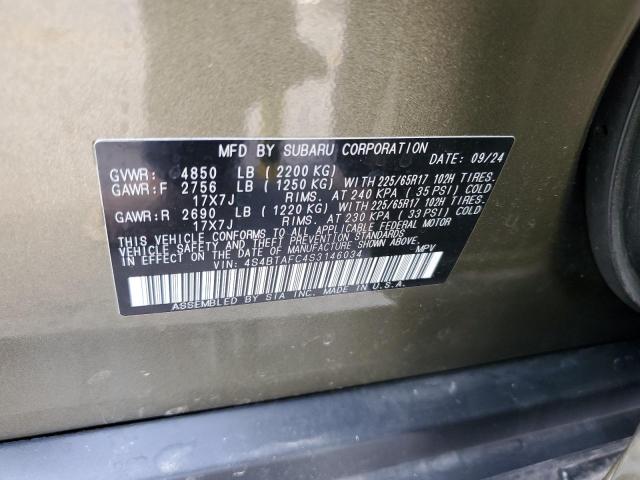 MFD BY SUBARU CORPORATION DATE: 09/24
GVWR: 4850 LB (2200 KG)
GAWR:F 2756 LB (1250 KG) WITH 225/65R17 102H TIRES.
17X7J RIMS. AT 240 KPA (35 PSI) COLD
GAWR:R 2690 LB (1220 KG) WITH 225/65R17 102H TIRES.
17X7J RIMS. AT 230 KPA (33 PSI) COLD
THIS VEHICLE CONFORMS TO ALL APPLICABLE FEDERAL MOTOR
VEHICLE SAFETY AND THEFT PREVENTION STANDARDS
IN EFFECT ON THE DATE OF MANUFACTURE SHOWN ABOVE.
VIN: 4S4BTAFC4S3146034 MPV
ASSEMBLED BY SIA INC. MADE IN U.S.A.